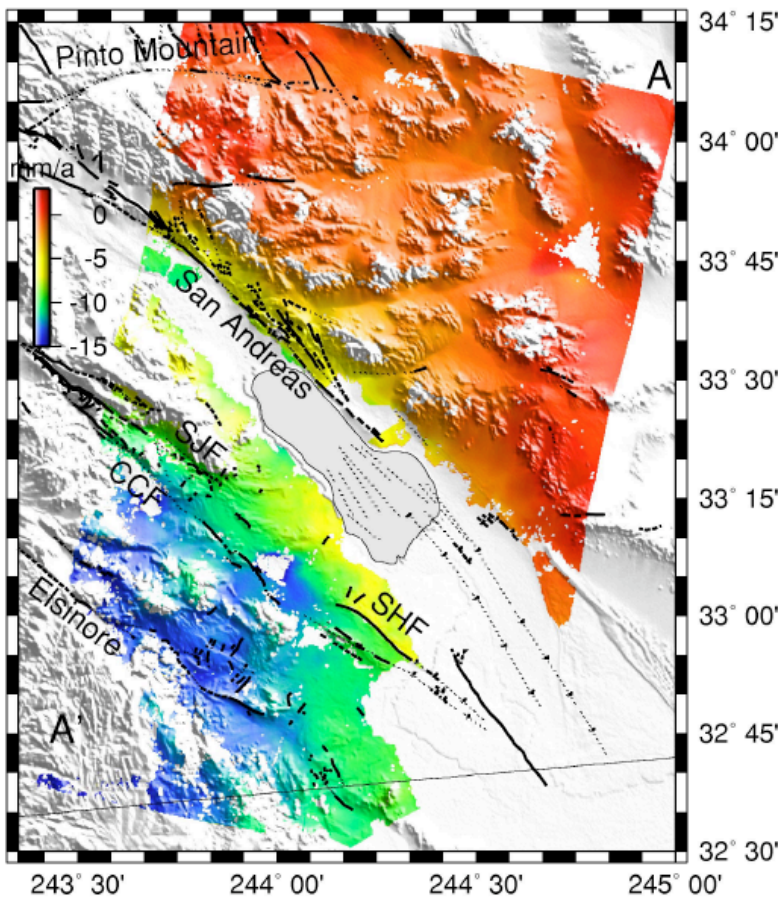 34° 15'
Pinto Mountain
A
34° 00'
mm/a
0
-5
-10
-15
33° 45'
San Andreas
33° 30'
SJF
CCF
33° 15'
Elsinore
SHF
33° 00'
A'
32° 45'
32° 30'
243° 30'
244° 00'
244° 30'
245° 00'